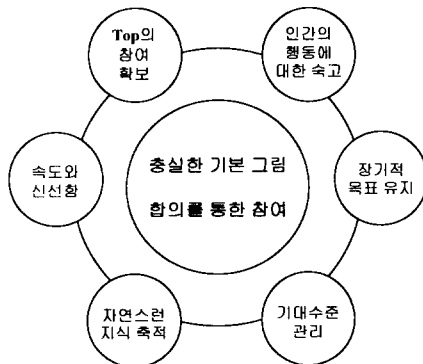 Top의
참여
확보
인간의
행동에
대한 숙고
속도와
신선함
충실한 기본 그림
합의를 통한 참여
장기적
목표 유지
자연스런
지식 축적
기대수준
관리